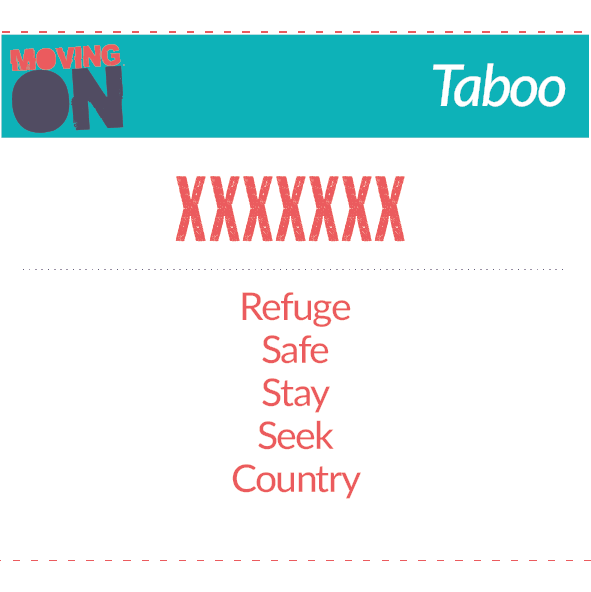 MOVING
ON
Taboo
XXXXXXX
Refuge
Safe
Stay
Seek
Country